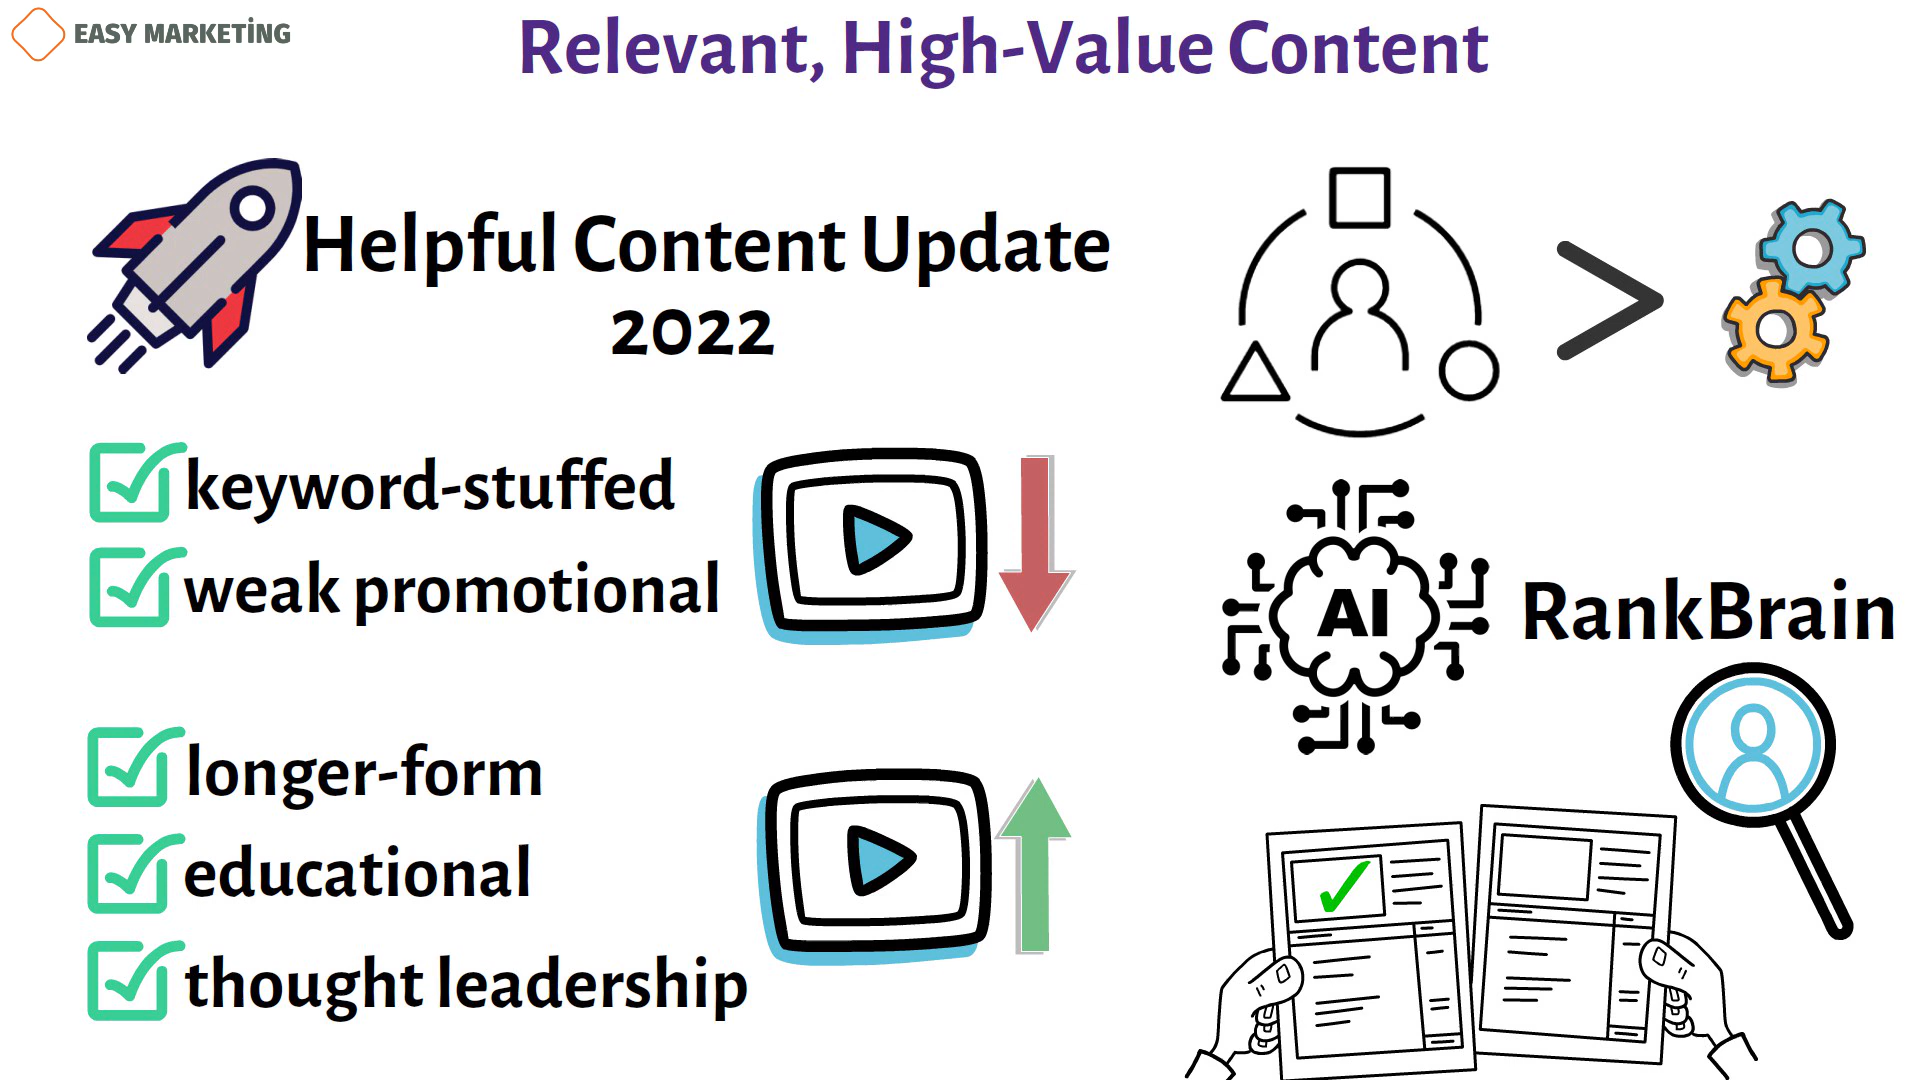 EASY MARKETİNG
Relevant, High-Value Content
Helpful Content Update
2022
keyword-stuffed
weak promotional
longer-form
educational
thought leadership
AI
RankBrain